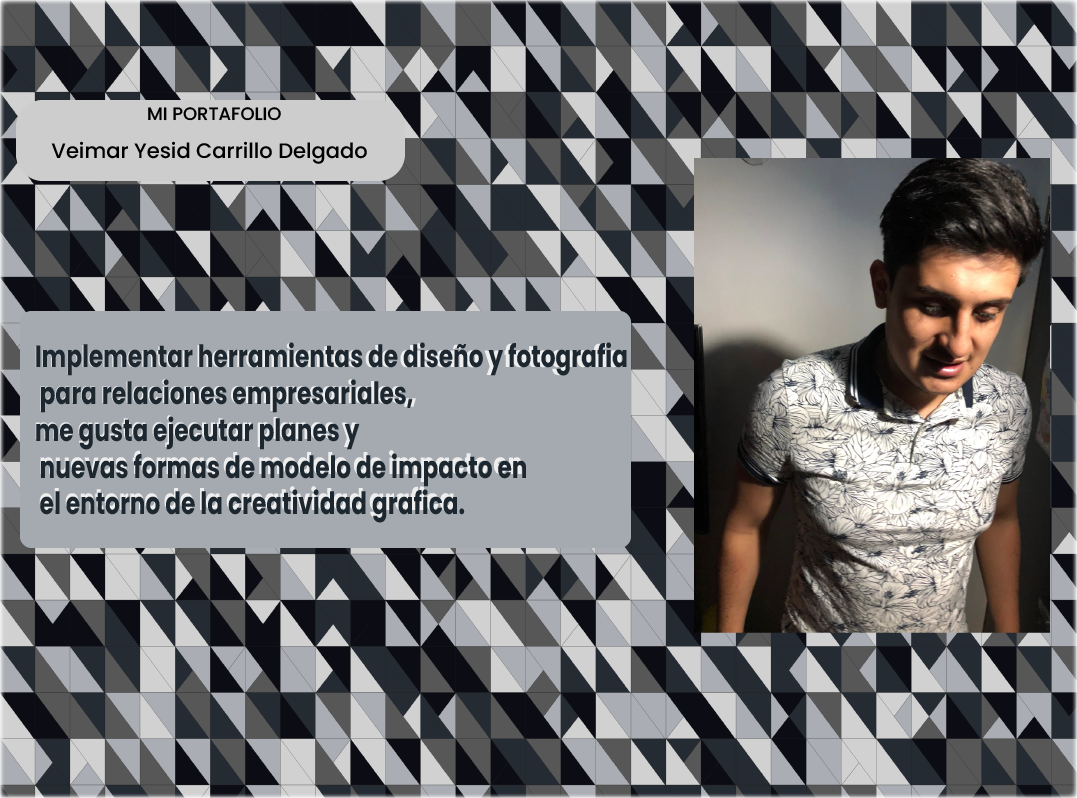 MI PORTAFOLIO
Veimar Yesid Carrillo Delgado
Implementar herramientas de diseño y fotografia
para relaciones empresariales,
me gusta ejecutar planes y
nuevas formas de modelo de impacto en
el entorno de la creatividad grafica.